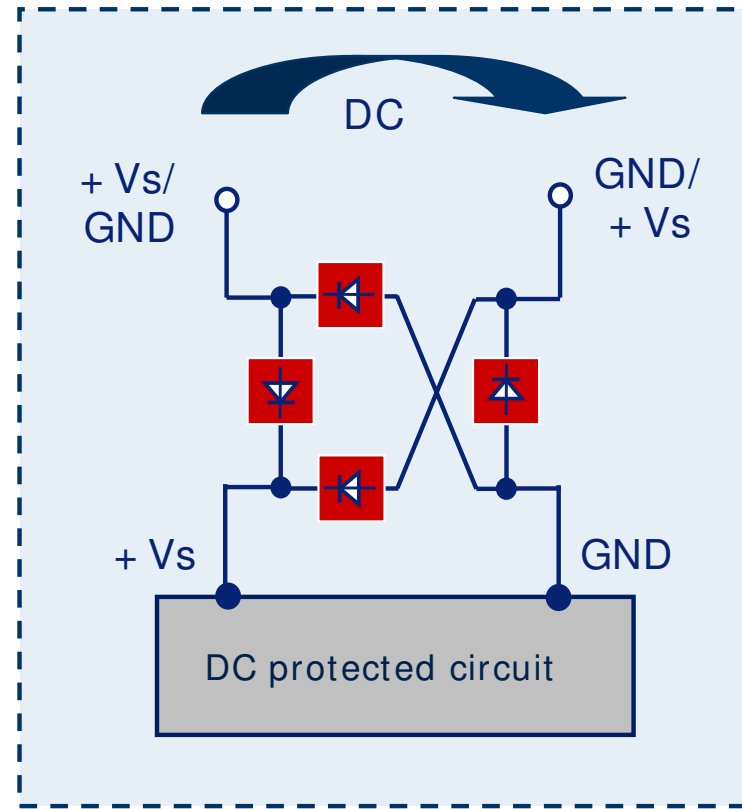 DC
+ Vs/
GND
GND/
+ Vs
+ Vs
GND
DC protected circuit